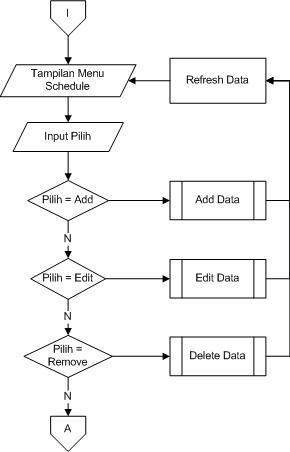 I
Tampilan Menu
Schedule
Refresh Data
Input Pilih
Pilih = Add
Add Data
N
Pilih = Edit
Edit Data
N
Pilih =
Remove
Delete Data
N
A